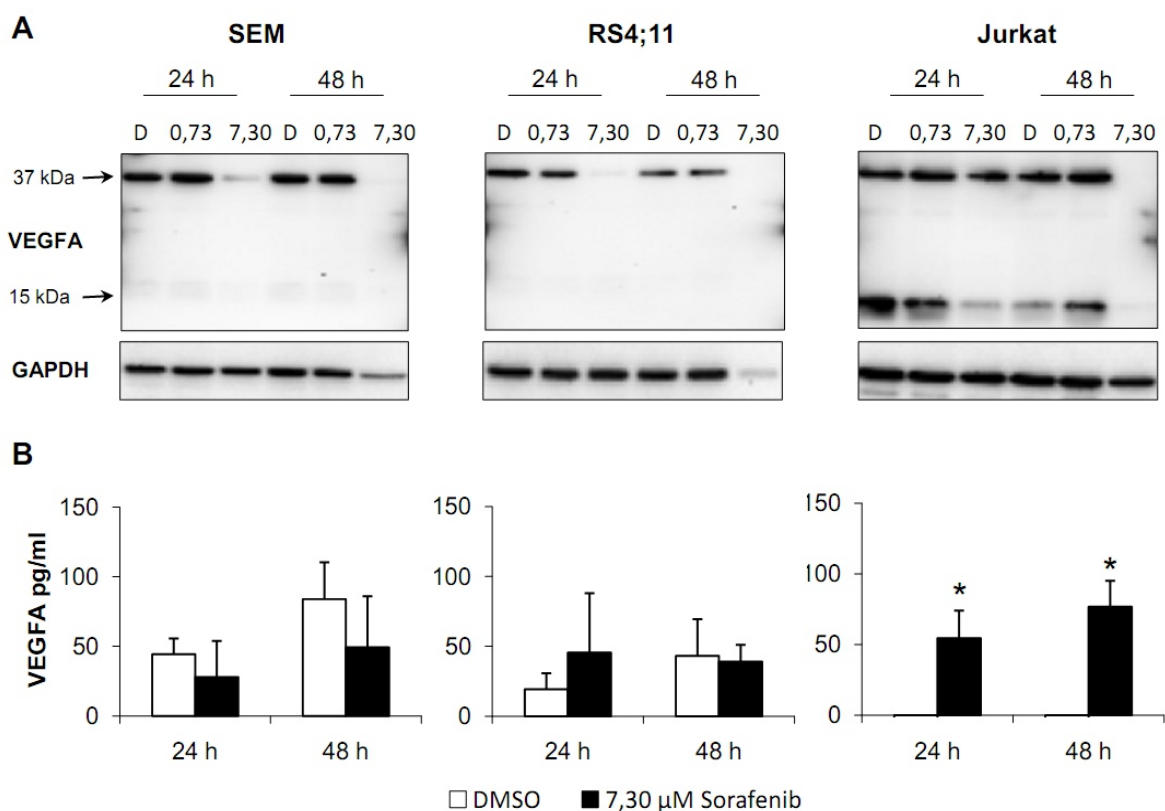 A
SEM RS4;11 Jurkat
24 h 48 h 24 h 48 h 24 h 48 h
D 0,73 7,30 D 0,73 7,30 D 0,73 7,30 D 0,73 7,30 D 0,73 7,30 D 0,73 7,30
37 kDa
VEGFA
15 kDa
GAPDH
B
VEGFA pg/ml
150 150 150
100 100 100
50 50 50
0 0 0
* *
24 h 48 h 24 h 48 h 24 h 48 h
DMSO 7,30 µM Sorafenib